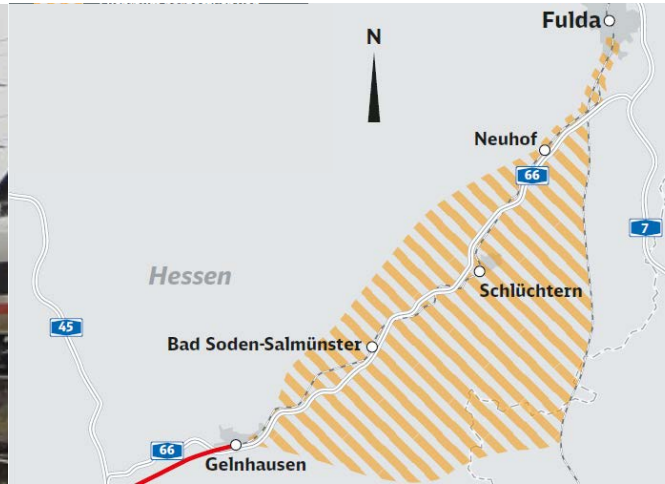 Fulda
N
Neuhof
66
7
Hessen
Schlüchtern
45
Bad Soden-Salmünster
66
Gelnhausen